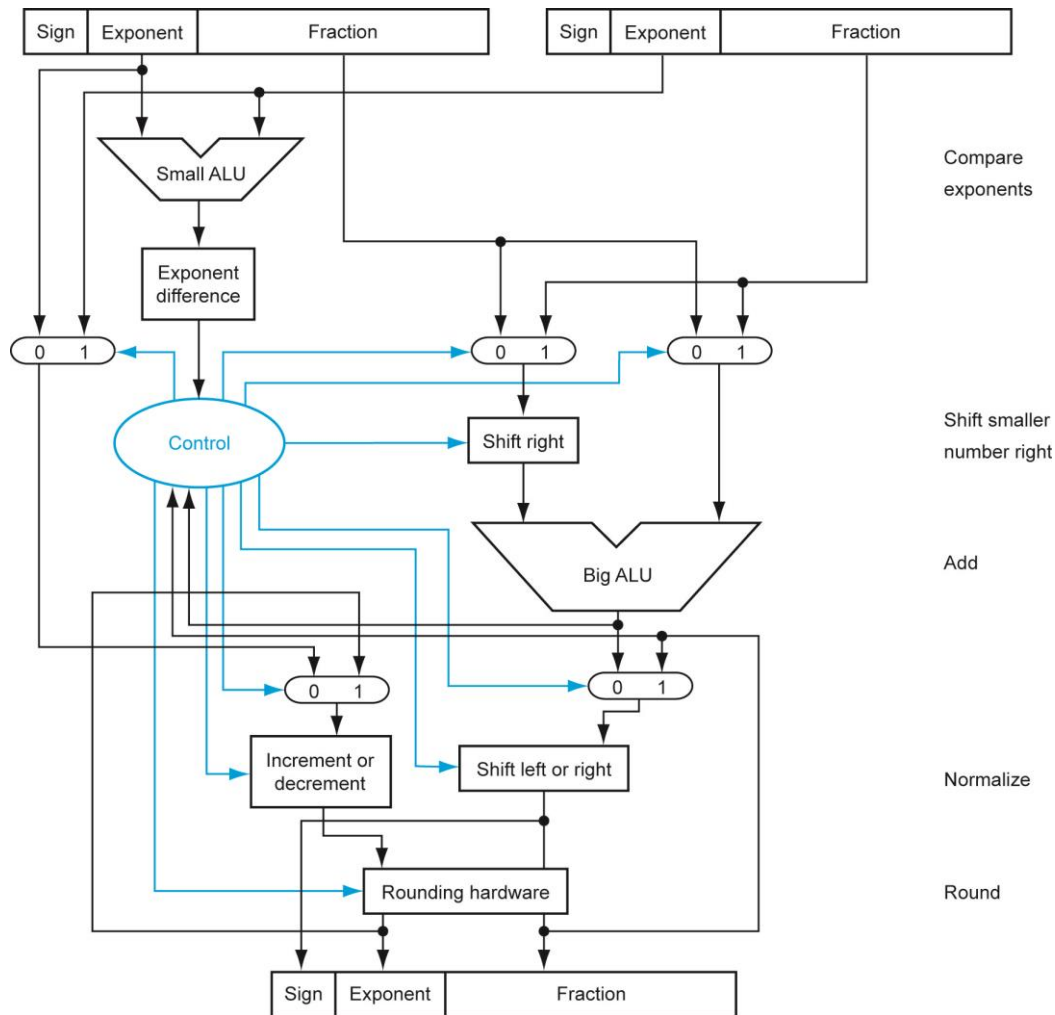 Sign Exponent Fraction Sign Exponent Fraction
Small ALU
Compare
exponents
Exponent
difference
0 1 0 1 0 1
Control
Shift right
Shift smaller
number right
Big ALU
Add
0 1 0 1
Increment or
decrement
Shift left or right
Normalize
Rounding hardware
Round
Sign Exponent Fraction